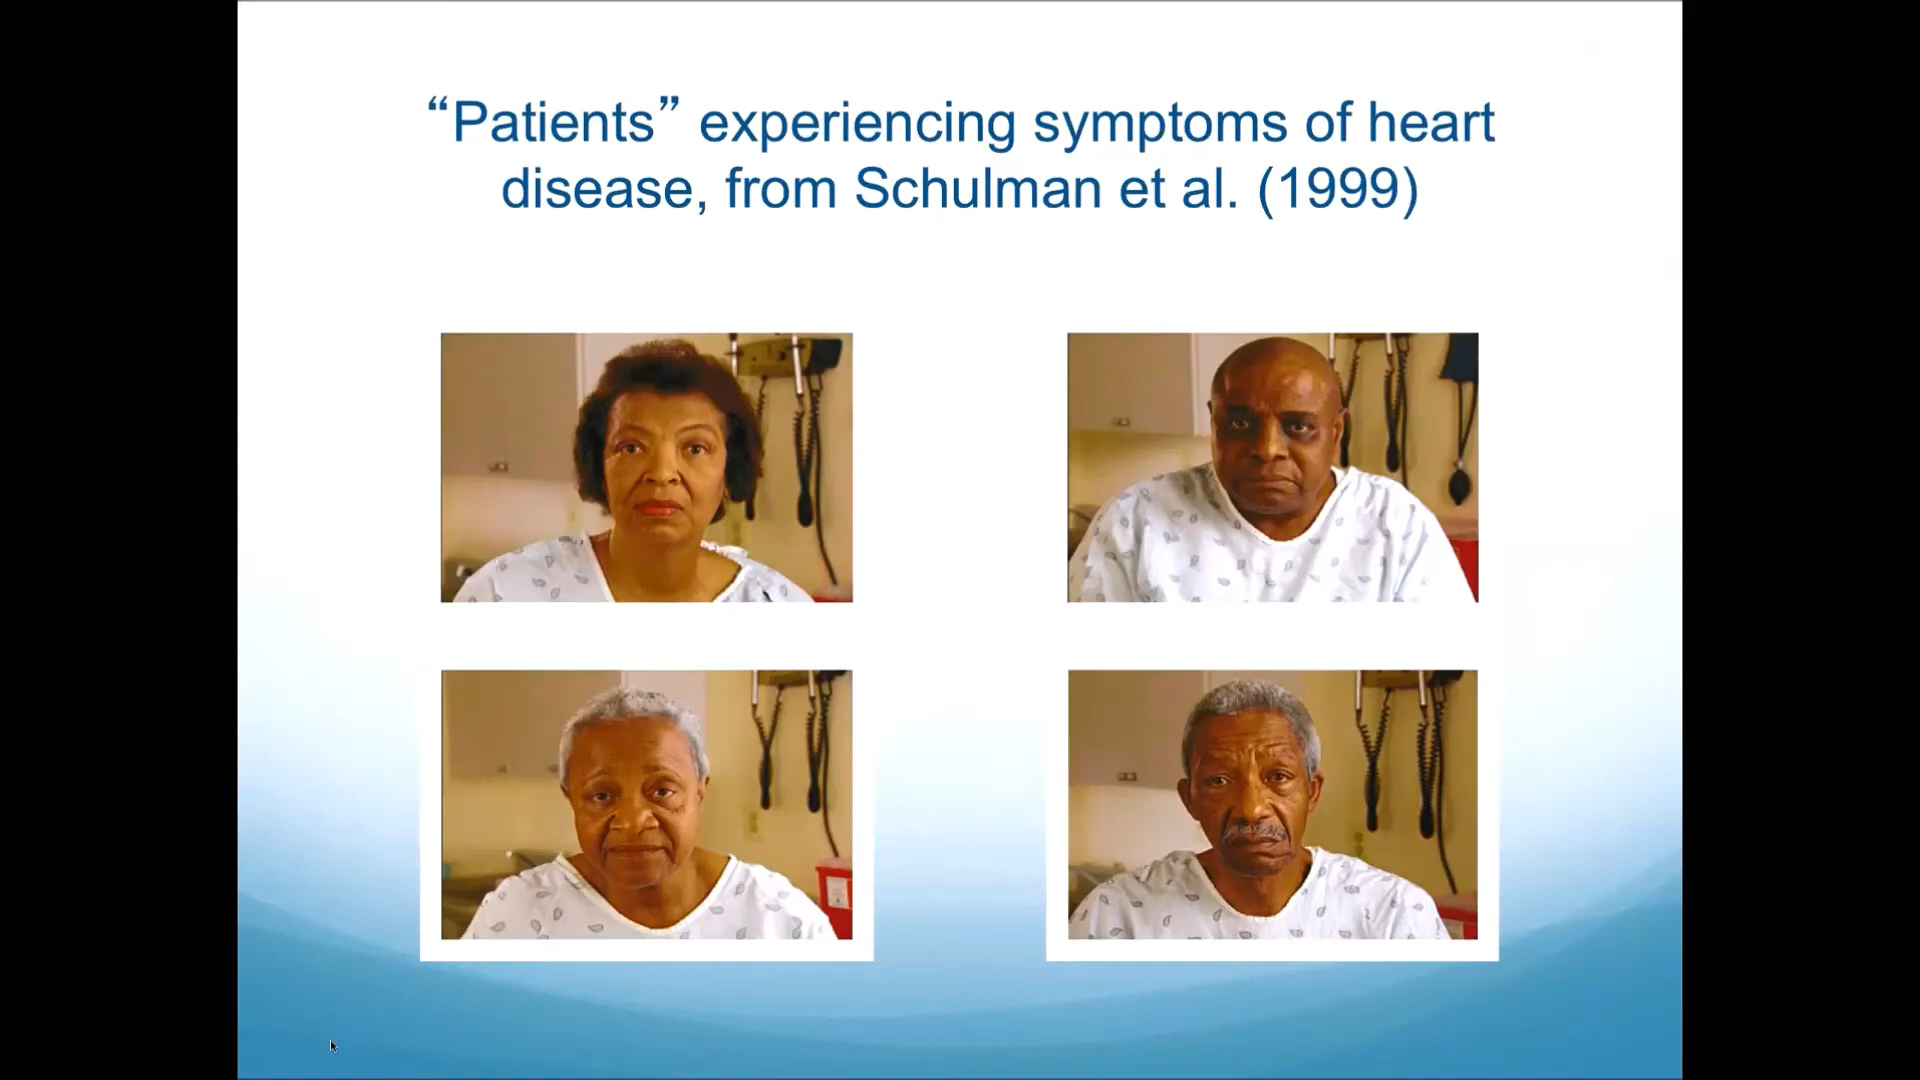 “Patients” experiencing symptoms of heart
disease, from Schulman et al. (1999)